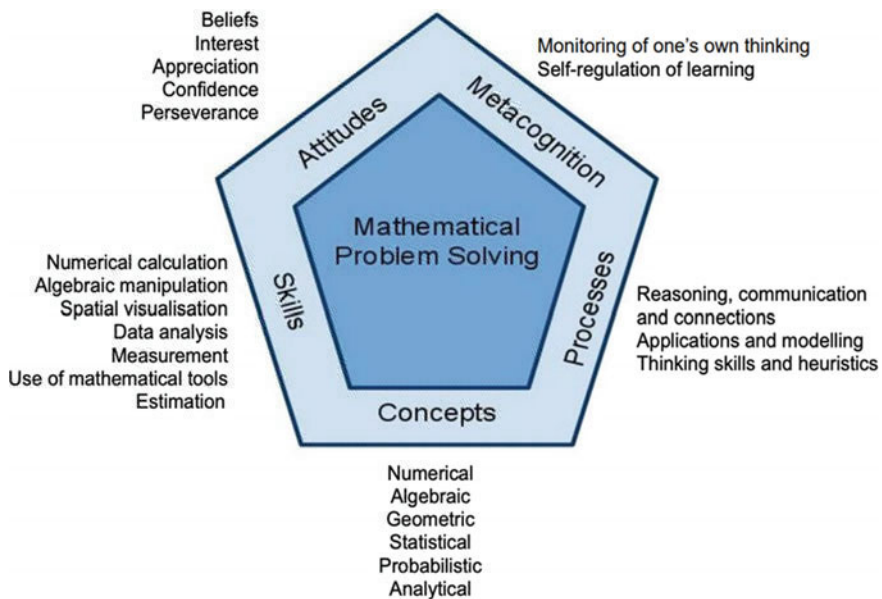 Beliefs
Interest
Appreciation
Confidence
Perseverance
Monitoring of one's own thinking
Self-regulation of learning
Attitudes
Metacognition
Mathematical
Problem Solving
Numerical calculation
Algebraic manipulation
Spatial visualisation
Data analysis
Measurement
Use of mathematical tools
Estimation
Skills
Processes
Reasoning, communication
and connections
Applications and modelling
Thinking skills and heuristics
Concepts
Numerical
Algebraic
Geometric
Statistical
Probabilistic
Analytical